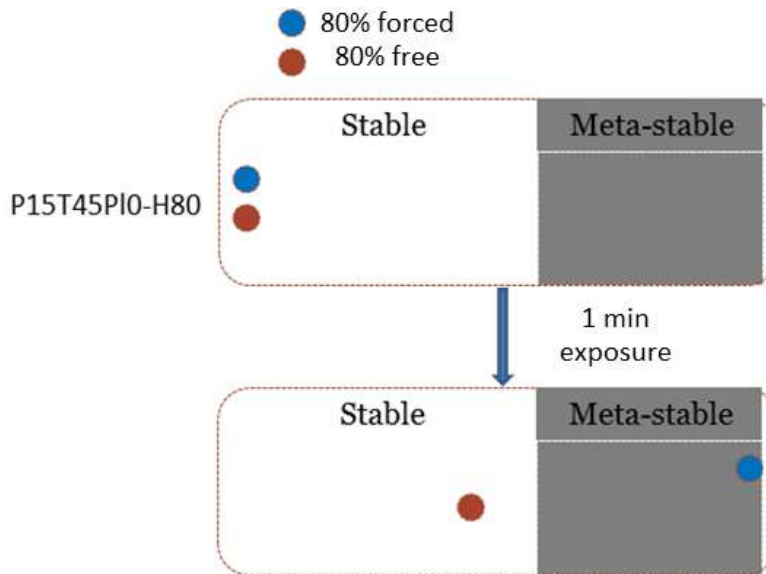 80% forced
80% free
Stable Meta-stable
P15T45Pl0-H80
1 min
exposure
Stable Meta-stable